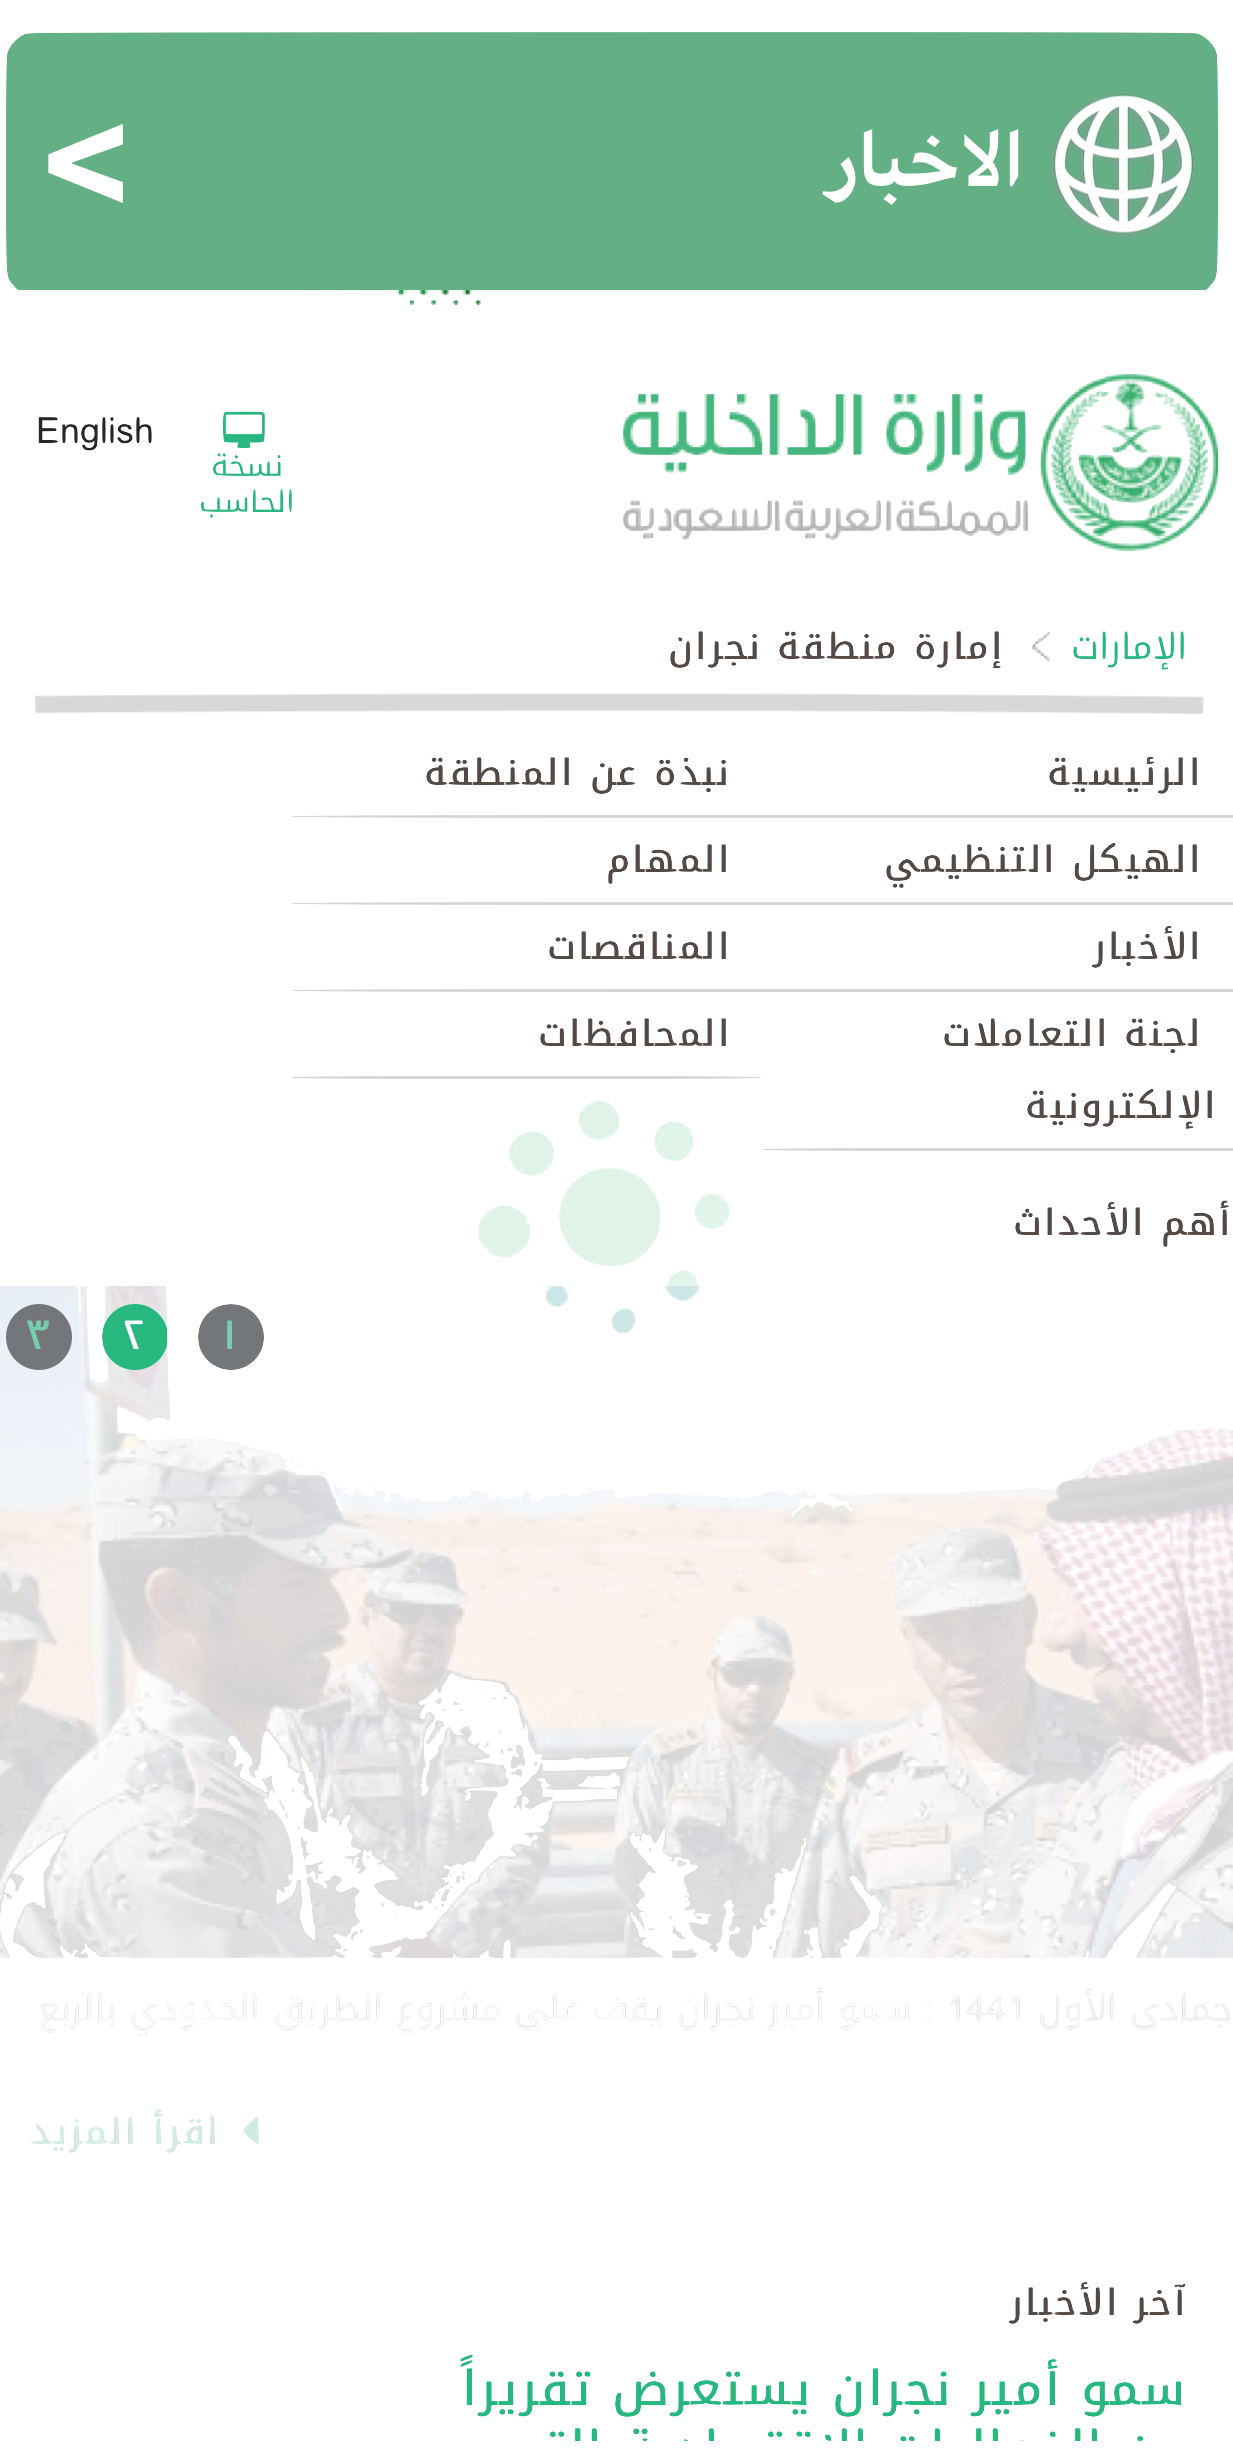 الاخبار
<
وزارة الداخلية
المملكة العربية السعودية
English
نسخة
الحاسب
الإمارات > إمارة منطقة نجران
الرئيسية
نبذة عن المنطقة
الهيكل التنظيمي
المهام
الأخبار
المناقصات
لجنة التعاملات
الإلكترونية
المحافظات
أهم الأحداث
١ ٢ ٣
جمادى الأول 1441 : سمو أمير نجران يقف على مشروع الطريق الحدودي بالربع
اقرأ المزيد
آخر الأخبار
سمو أمير نجران يستعرض تقريراً